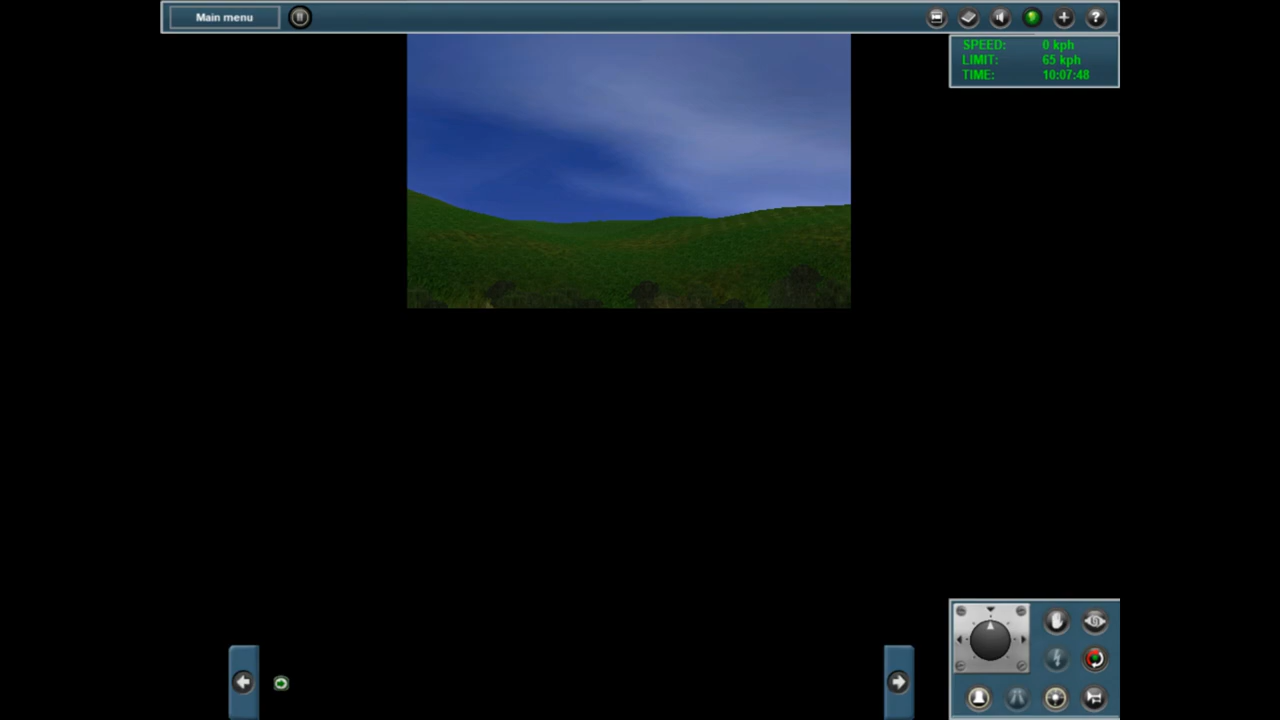 Main menu
?
SPEED: 0 kph
LIMIT: 65 kph
TIME: 10:07:48